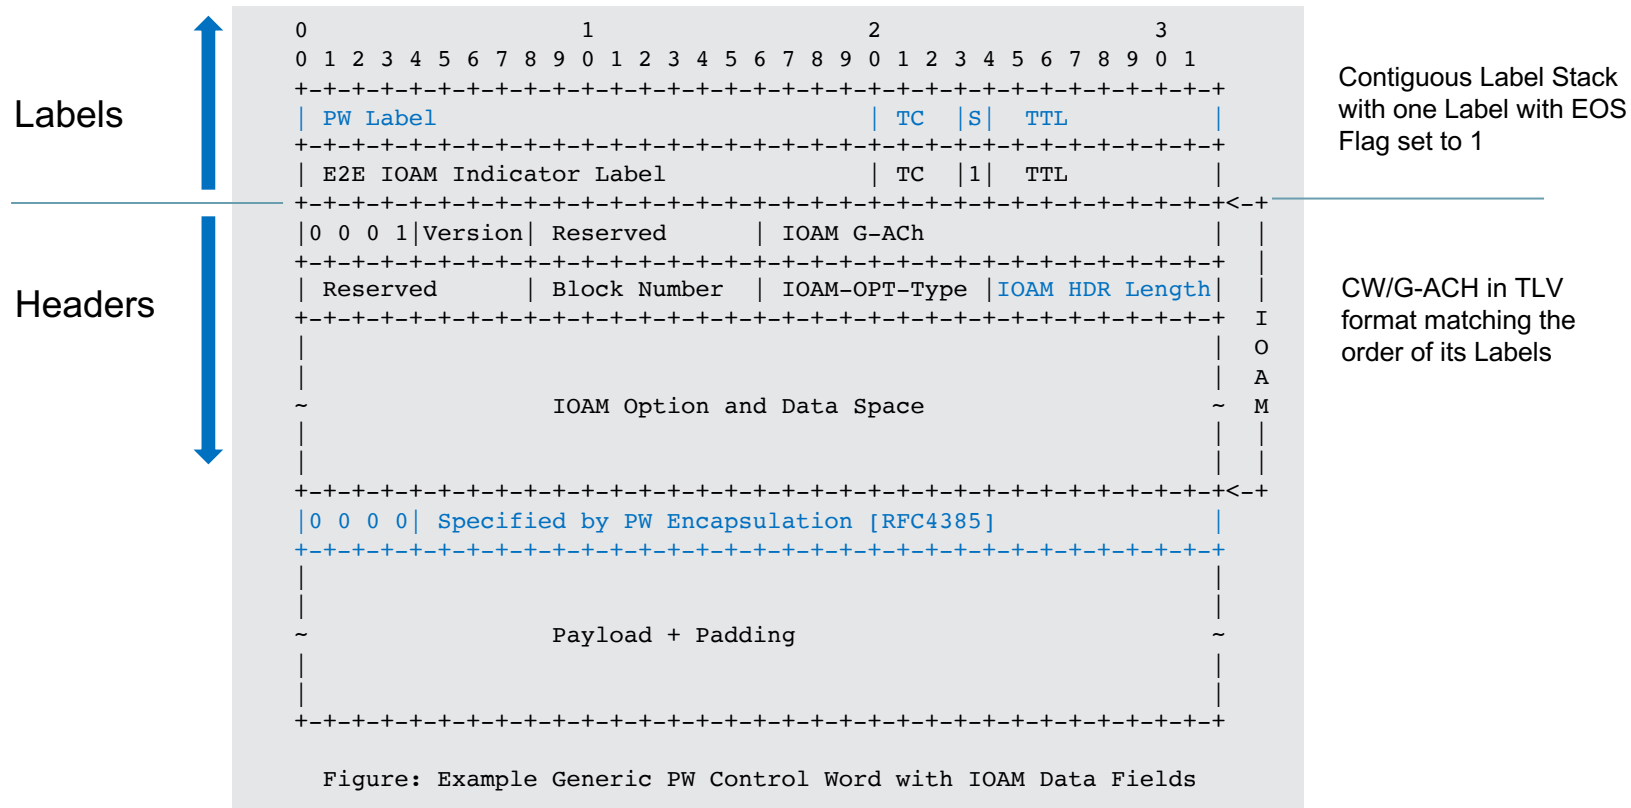 0                   1                   2                   3
0 1 2 3 4 5 6 7 8 9 0 1 2 3 4 5 6 7 8 9 0 1 2 3 4 5 6 7 8 9 0 1
+-+-+-+-+-+-+-+-+-+-+-+-+-+-+-+-+-+-+-+-+-+-+-+-+-+-+-+-+-+-+-+-+
Labels
| PW Label                              | TC  |S|  TTL          |
+-+-+-+-+-+-+-+-+-+-+-+-+-+-+-+-+-+-+-+-+-+-+-+-+-+-+-+-+-+-+-+-+
| E2E IOAM Indicator Label              | TC  |1|  TTL          |
+-+-+-+-+-+-+-+-+-+-+-+-+-+-+-+-+-+-+-+-+-+-+-+-+-+-+-+-+-+-+-+-+<-+
Contiguous Label Stack
with one Label with EOS
Flag set to 1
|0 0 0 1|Version| Reserved      | IOAM G-ACh                    |  |
+-+-+-+-+-+-+-+-+-+-+-+-+-+-+-+-+-+-+-+-+-+-+-+-+-+-+-+-+-+-+-+-+  |
Headers
| Reserved      | Block Number  | IOAM-OPT-Type |IOAM HDR Length|  |
+-+-+-+-+-+-+-+-+-+-+-+-+-+-+-+-+-+-+-+-+-+-+-+-+-+-+-+-+-+-+-+-+  I
|                                                               |  O
|                                                               |  A
~                 IOAM Option and Data Space                    ~  M
|                                                               |  |
|                                                               |  |
+-+-+-+-+-+-+-+-+-+-+-+-+-+-+-+-+-+-+-+-+-+-+-+-+-+-+-+-+-+-+-+-+<-+
CW/G-ACH in TLV
format matching the
order of its Labels
|0 0 0 0| Specified by PW Encapsulation [RFC4385]               |
+-+-+-+-+-+-+-+-+-+-+-+-+-+-+-+-+-+-+-+-+-+-+-+-+-+-+-+-+-+-+-+-+
|                                                               |
|                                                               |
~                 Payload + Padding                             ~
|                                                               |
|                                                               |
+-+-+-+-+-+-+-+-+-+-+-+-+-+-+-+-+-+-+-+-+-+-+-+-+-+-+-+-+-+-+-+-+
Figure: Example Generic PW Control Word with IOAM Data Fields